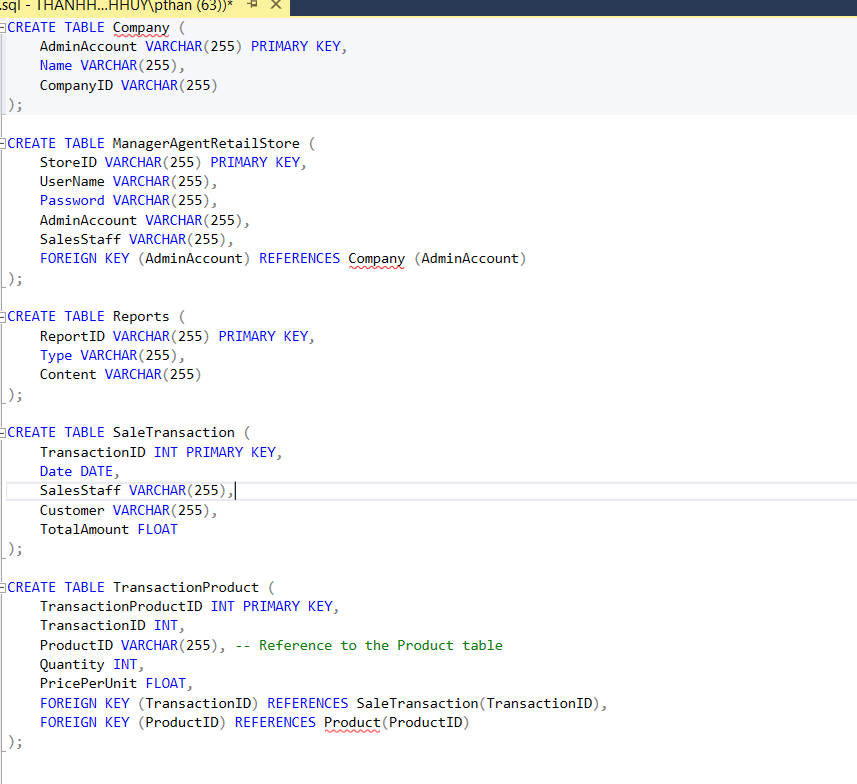 .sql - THANHH...HHUY\pthan (63))*
CREATE TABLE Company (
    AdminAccount VARCHAR(255) PRIMARY KEY,
    Name VARCHAR(255),
    CompanyID VARCHAR(255)
);
CREATE TABLE ManagerAgentRetailStore (
    StoreID VARCHAR(255) PRIMARY KEY,
    UserName VARCHAR(255),
    Password VARCHAR(255),
    AdminAccount VARCHAR(255),
    SalesStaff VARCHAR(255),
    FOREIGN KEY (AdminAccount) REFERENCES Company (AdminAccount)
);
CREATE TABLE Reports (
    ReportID VARCHAR(255) PRIMARY KEY,
    Type VARCHAR(255),
    Content VARCHAR(255)
);
CREATE TABLE SaleTransaction (
    TransactionID INT PRIMARY KEY,
    Date DATE,
    SalesStaff VARCHAR(255),
    Customer VARCHAR(255),
    TotalAmount FLOAT
);
CREATE TABLE TransactionProduct (
    TransactionProductID INT PRIMARY KEY,
    TransactionID INT,
    ProductID VARCHAR(255), -- Reference to the Product table
    Quantity INT,
    PricePerUnit FLOAT,
    FOREIGN KEY (TransactionID) REFERENCES SaleTransaction(TransactionID),
    FOREIGN KEY (ProductID) REFERENCES Product(ProductID)
);